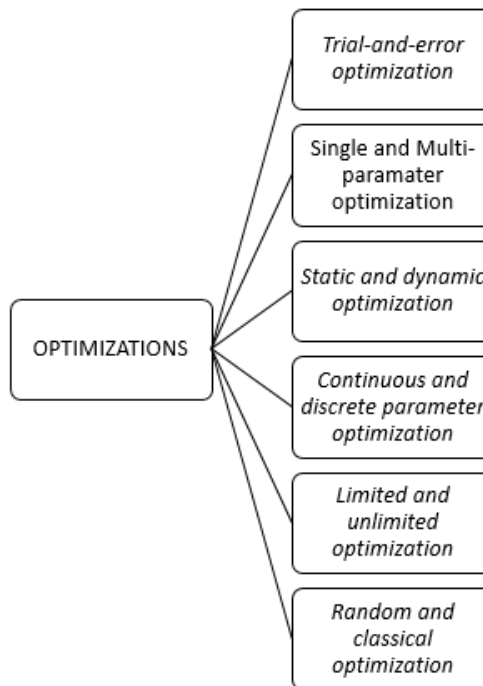 Trial-and-error
optimization
Single and Multi-
paramater
optimization
Static and dynamic
optimization
OPTIMIZATIONS
Continuous and
discrete parameter
optimization
Limited and
unlimited
optimization
Random and
classical
optimization